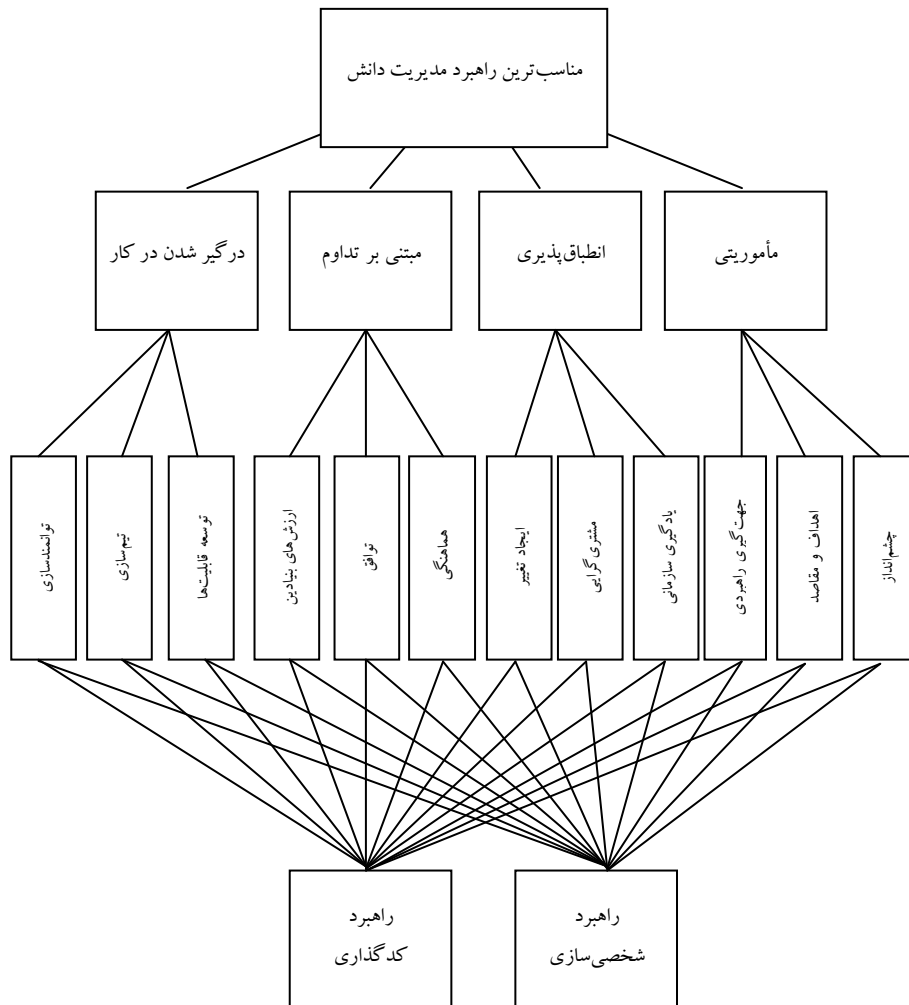 مناسب‌ترین راهبرد مدیریت دانش
مأموریتی
انطباق‌پذیری
مبتنی بر تداوم
درگیر شدن در کار
چشم‌انداز
اهداف و مقاصد
جهت‌گیری راهبردی
یادگیری سازمانی
مشتری‌گرایی
ایجاد تغییر
هماهنگی
توافق
ارزش‌های بنیادین
توسعه قابلیت‌ها
تیم‌سازی
توانمندسازی
راهبرد
شخصی‌سازی
راهبرد
کدگذاری